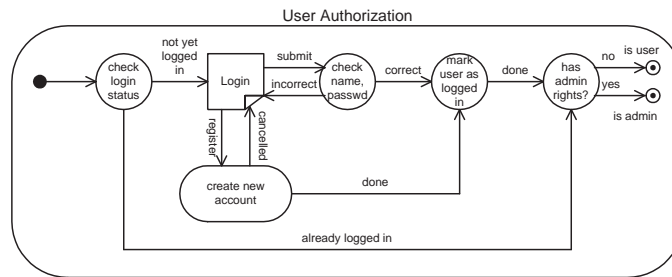 User Authorization
check
login
status
not yet
logged
in
Login
submit
incorrect
check
name,
passwd.
correct
mark
user as
logged
in
done
has
admin
rights?
no
is user
yes
is admin
register
cancelled
create new
account
done
already logged in